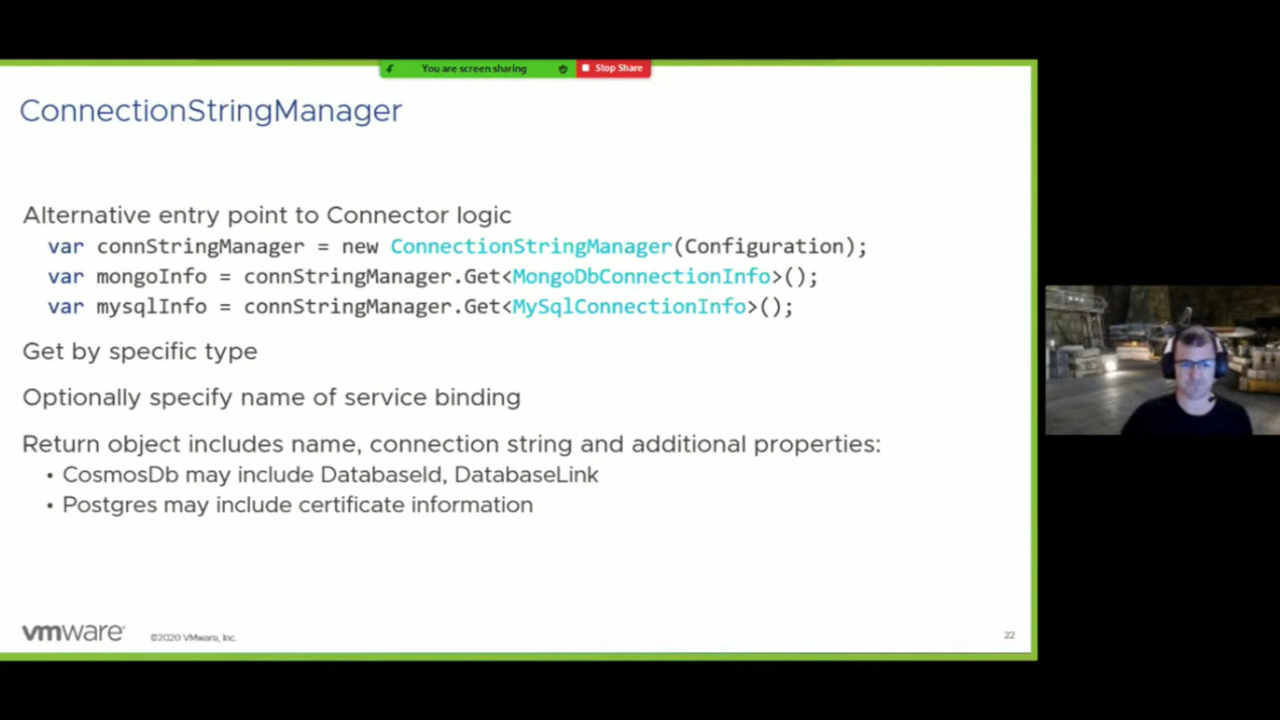 You are screen sharing
Stop Share
ConnectionStringManager
Alternative entry point to Connector logic
var connStringManager = new ConnectionStringManager(Configuration);
var mongoInfo = connStringManager.Get<MongoDbConnectionInfo>();
var mysqlInfo = connStringManager.Get<MySqlConnectionInfo>();
Get by specific type
Optionally specify name of service binding
Return object includes name, connection string and additional properties:
• CosmosDb may include DatabaseId, DatabaseLink
• Postgres may include certificate information
vmware®
©2020 VMware, Inc.
22